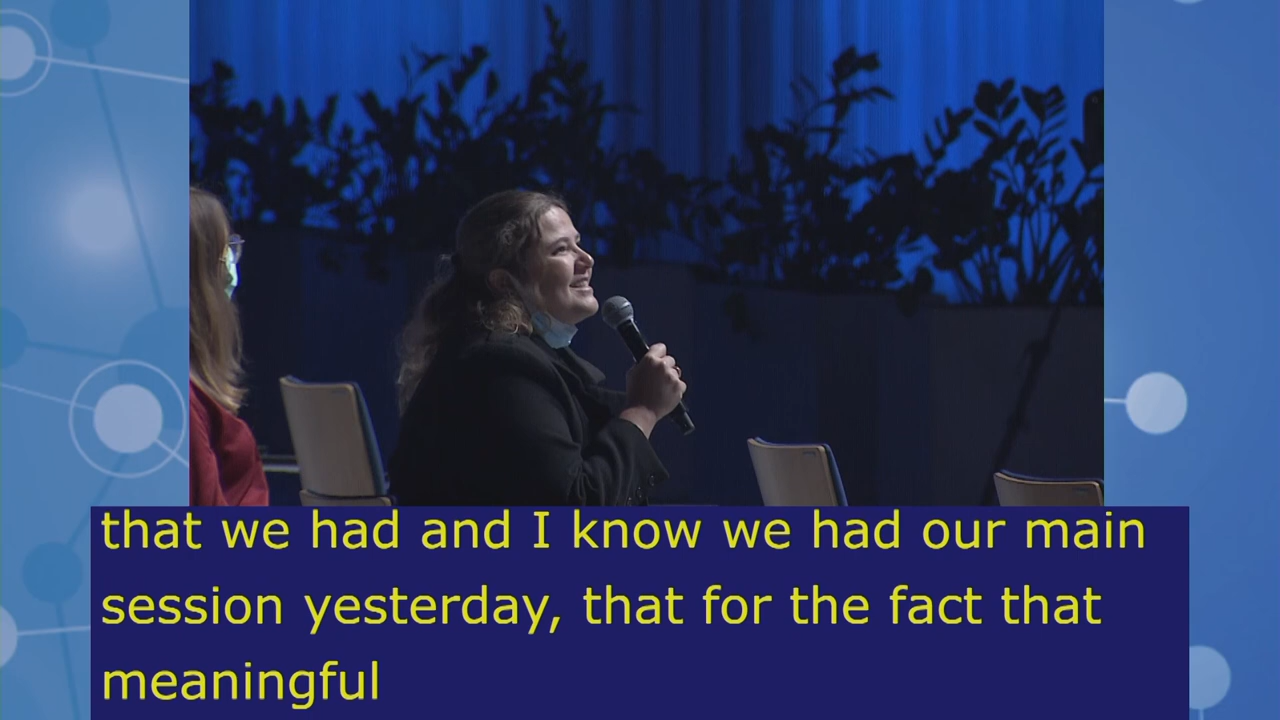 that we had and I know we had our main
session yesterday, that for the fact that
meaningful